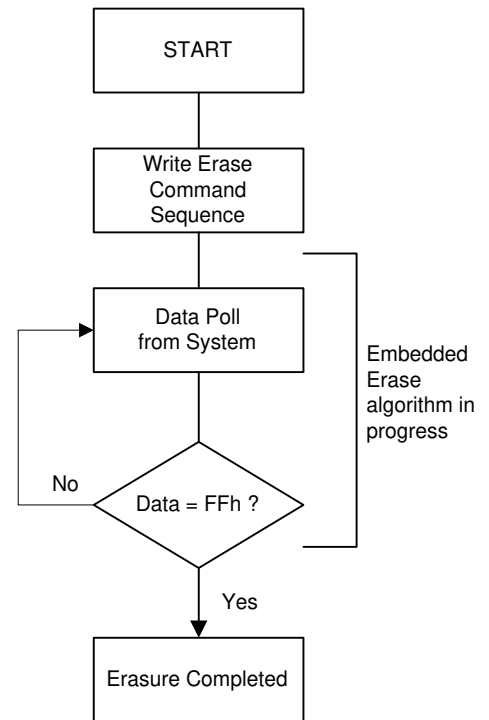 START
Write Erase
Command
Sequence
Data Poll
from System
Embedded
Erase
algorithm in
progress
No
Data = FFh ?
Yes
Erasure Completed